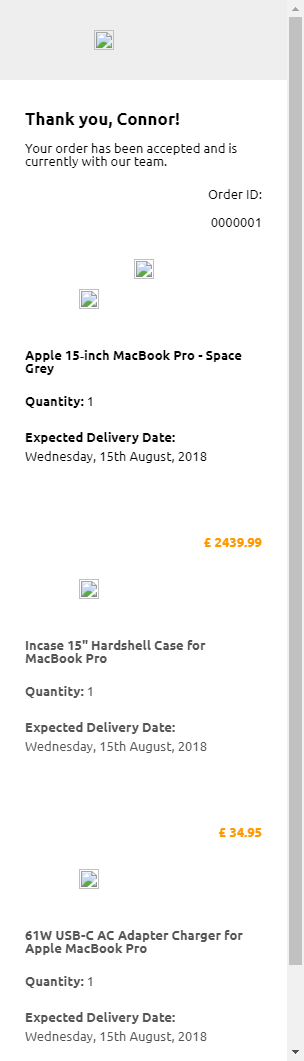 Thank you, Connor!
Your order has been accepted and is
currently with our team.
Order ID:
0000001
Apple 15-inch MacBook Pro - Space
Grey
Quantity: 1
Expected Delivery Date:
Wednesday, 15th August, 2018
£ 2439.99
Incase 15" Hardshell Case for
MacBook Pro
Quantity: 1
Expected Delivery Date:
Wednesday, 15th August, 2018
£ 34.95
61W USB-C AC Adapter Charger for
Apple MacBook Pro
Quantity: 1
Expected Delivery Date:
Wednesday, 15th August, 2018